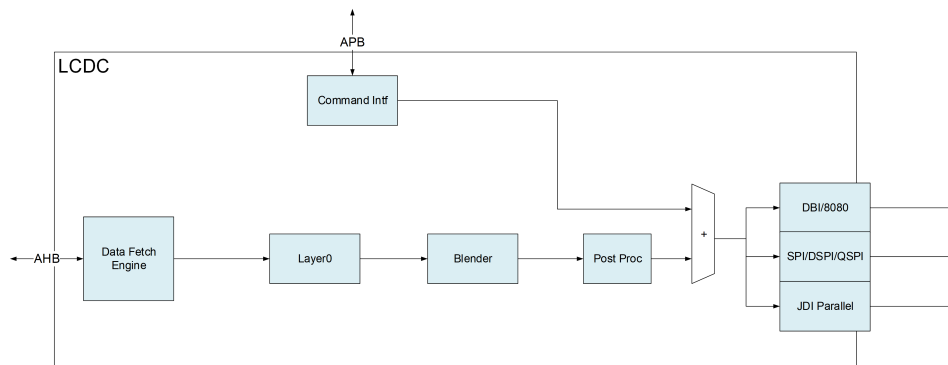 APB
LCDC
Command Intf
DBI/8080
+
AHB
Data Fetch
Engine
Layer0
Blender
Post Proc
SPI/DSPI/QSPI
JDI Parallel